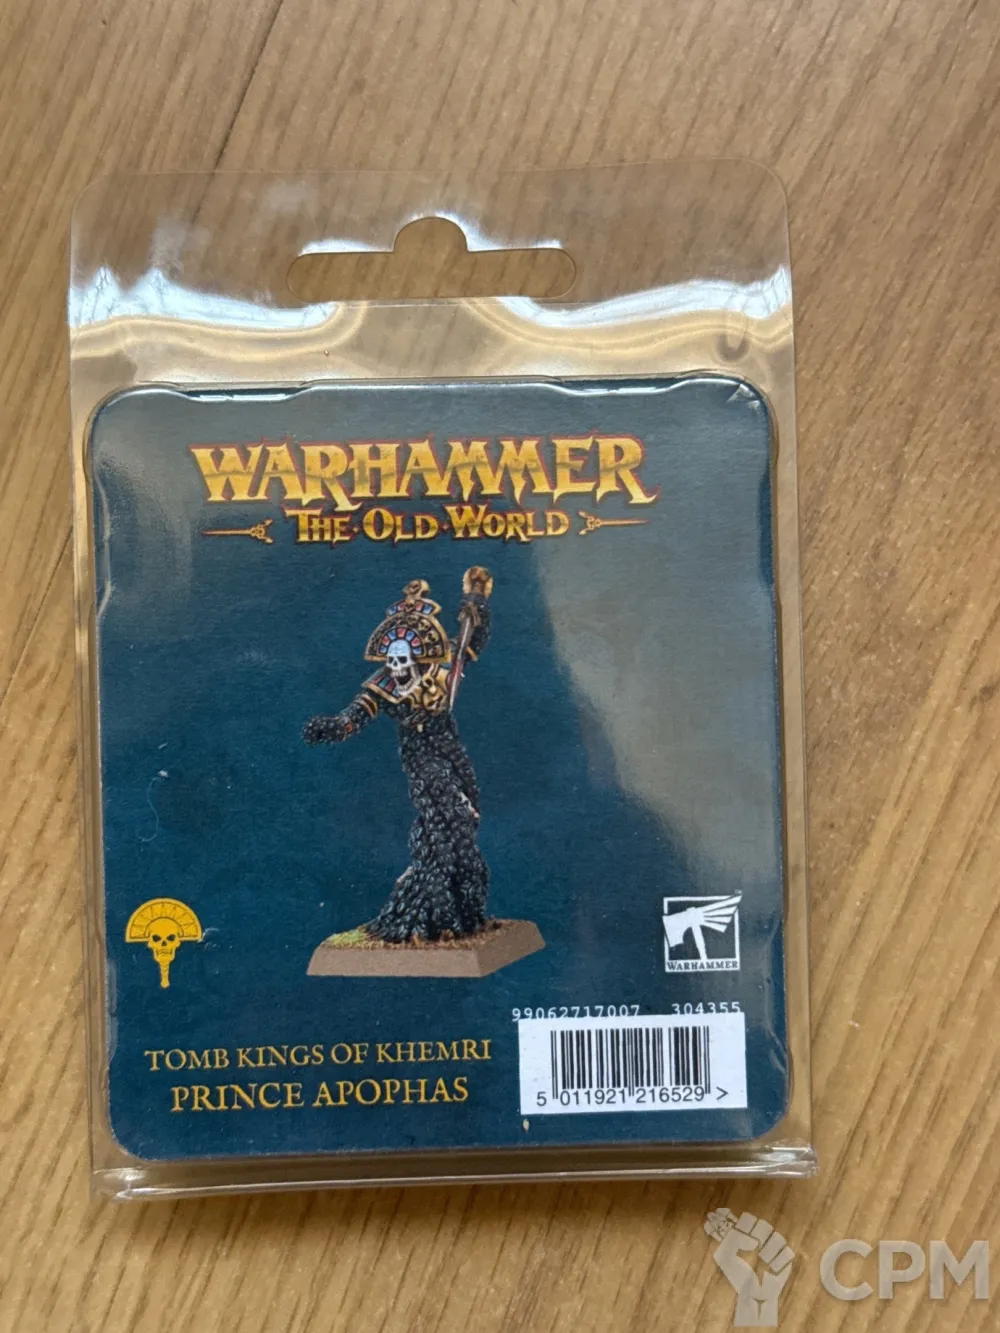 WARHAMMER
THE·OLD·WORLD
WARHAMMER
99062717007 304355
TOMB KINGS OF KHEMRI
PRINCE APOPHAS
5 011921 216529 >
CPM